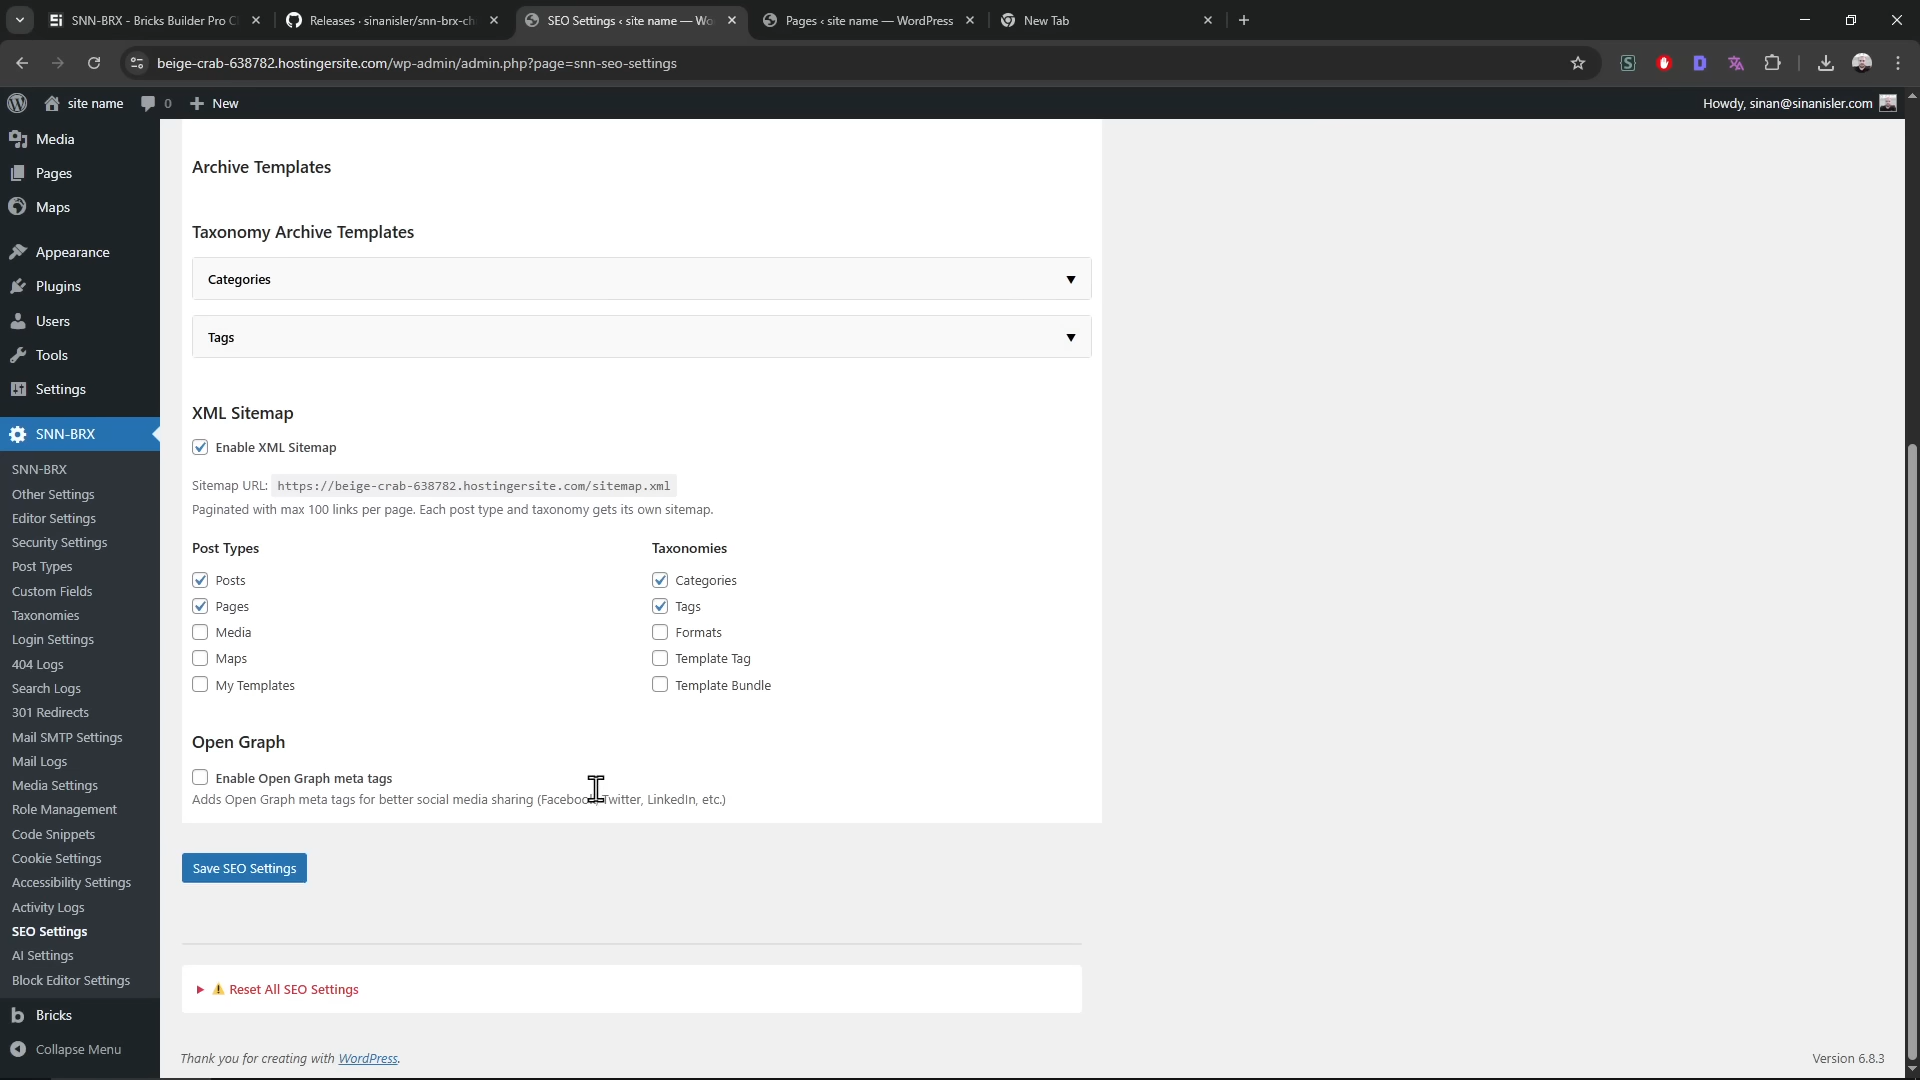 SNN-BRX - Bricks Builder Pro C
Releases · sinanisler/snn-brx-ch
SEO Settings ‹ site name — Wo
Pages ‹ site name — WordPress
New Tab
beige-crab-638782.hostingersite.com/wp-admin/admin.php?page=snn-seo-settings
site name
0
New
Howdy, sinan@sinanisler.com
Media
Pages
Maps
Appearance
Plugins
Users
Tools
Settings
SNN-BRX
SNN-BRX
Other Settings
Editor Settings
Security Settings
Post Types
Custom Fields
Taxonomies
Login Settings
404 Logs
Search Logs
301 Redirects
Mail SMTP Settings
Mail Logs
Media Settings
Role Management
Code Snippets
Cookie Settings
Accessibility Settings
Activity Logs
SEO Settings
AI Settings
Block Editor Settings
Bricks
Collapse Menu
Archive Templates
Taxonomy Archive Templates
Categories
Tags
XML Sitemap
Enable XML Sitemap
Sitemap URL: https://beige-crab-638782.hostingersite.com/sitemap.xml
Paginated with max 100 links per page. Each post type and taxonomy gets its own sitemap.
Post Types
Posts
Pages
Media
Maps
My Templates
Taxonomies
Categories
Tags
Formats
Template Tag
Template Bundle
Open Graph
Enable Open Graph meta tags
Adds Open Graph meta tags for better social media sharing (Facebook, Twitter, LinkedIn, etc.)
Save SEO Settings
Reset All SEO Settings
Thank you for creating with WordPress.
Version 6.8.3